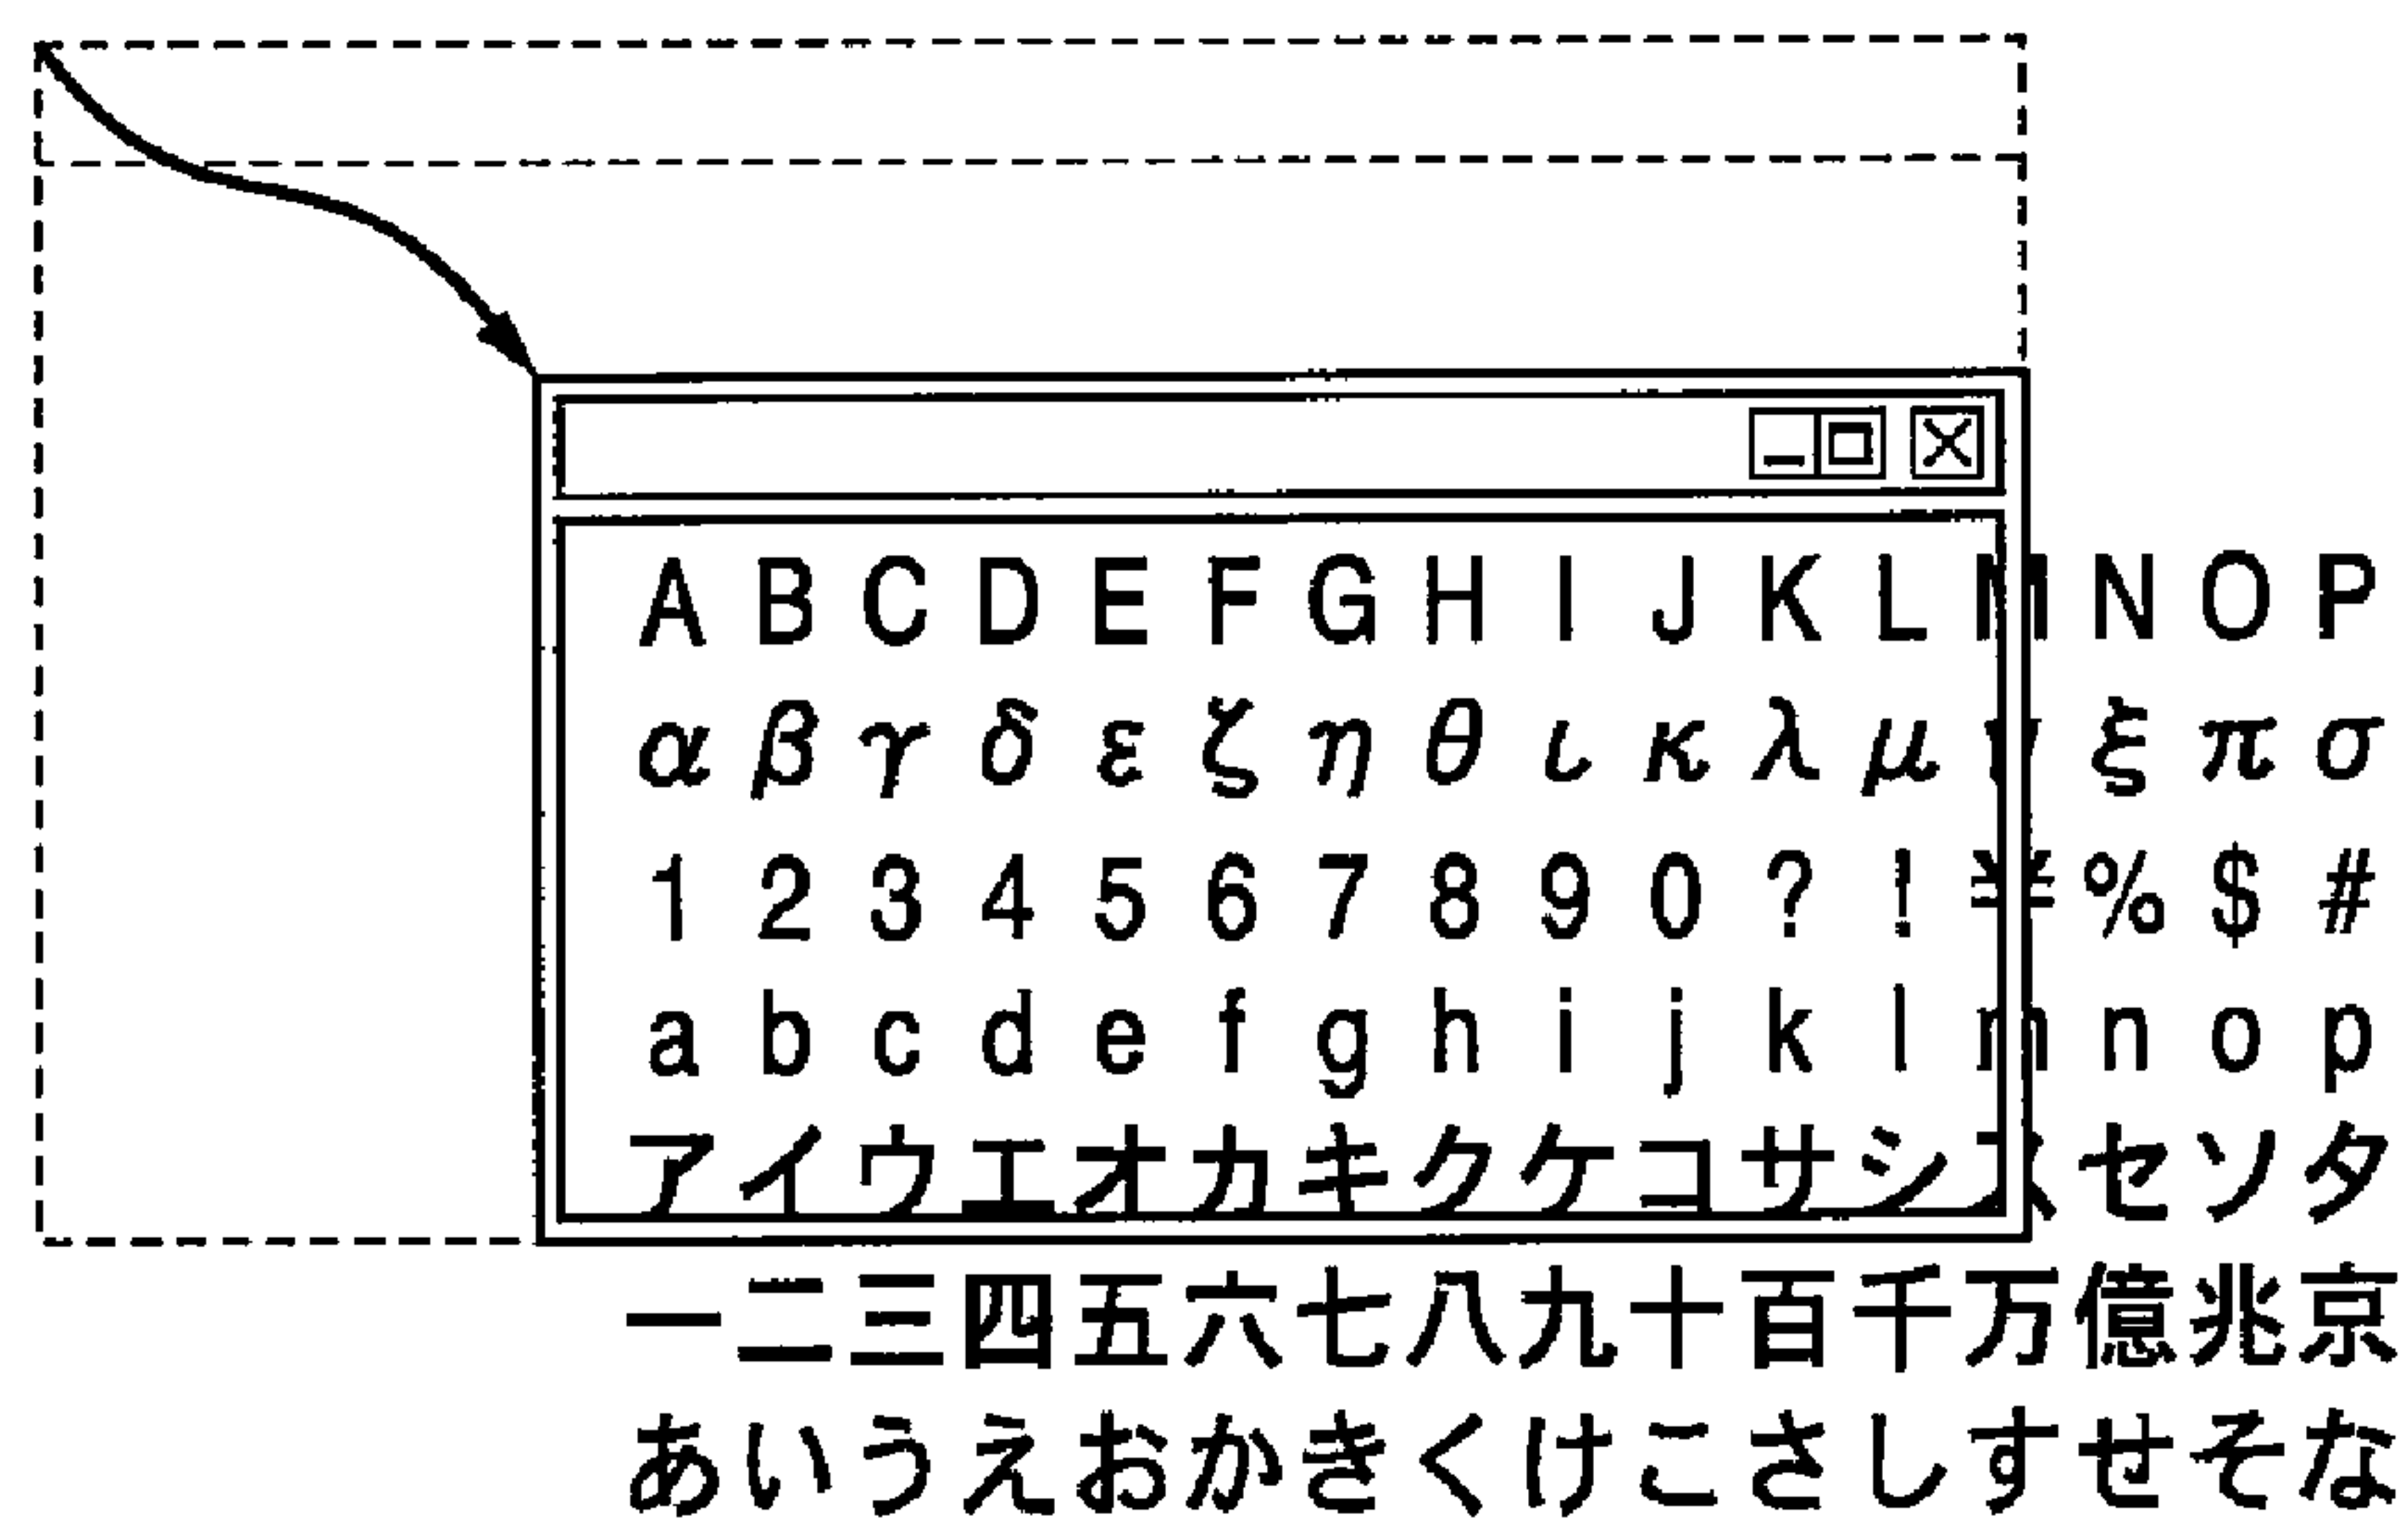 A B C D E F G H I J K L M N O P
α β γ δ ε ζ η θ ι κ λ μ ν ξ π σ
1 2 3 4 5 6 7 8 9 0 ? ! ¥ % $ #
a b c d e f g h i j k l m n o p
アイウエオカキクケコサシスセソタ
一二三四五六七八九十百千万億兆京
あいうえおかきくけこさしすせそな